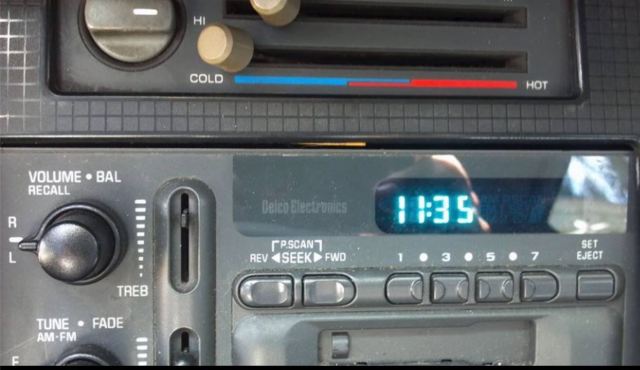 HI
COLD HOT
VOLUME • BAL
RECALL
Delco Electronics
11:35
R
L
P.SCAN
REV ◀SEEK▶ FWD
1 • 3 • 5 • 7
SET
EJECT
TREB
TUNE • FADE
AM-FM
F